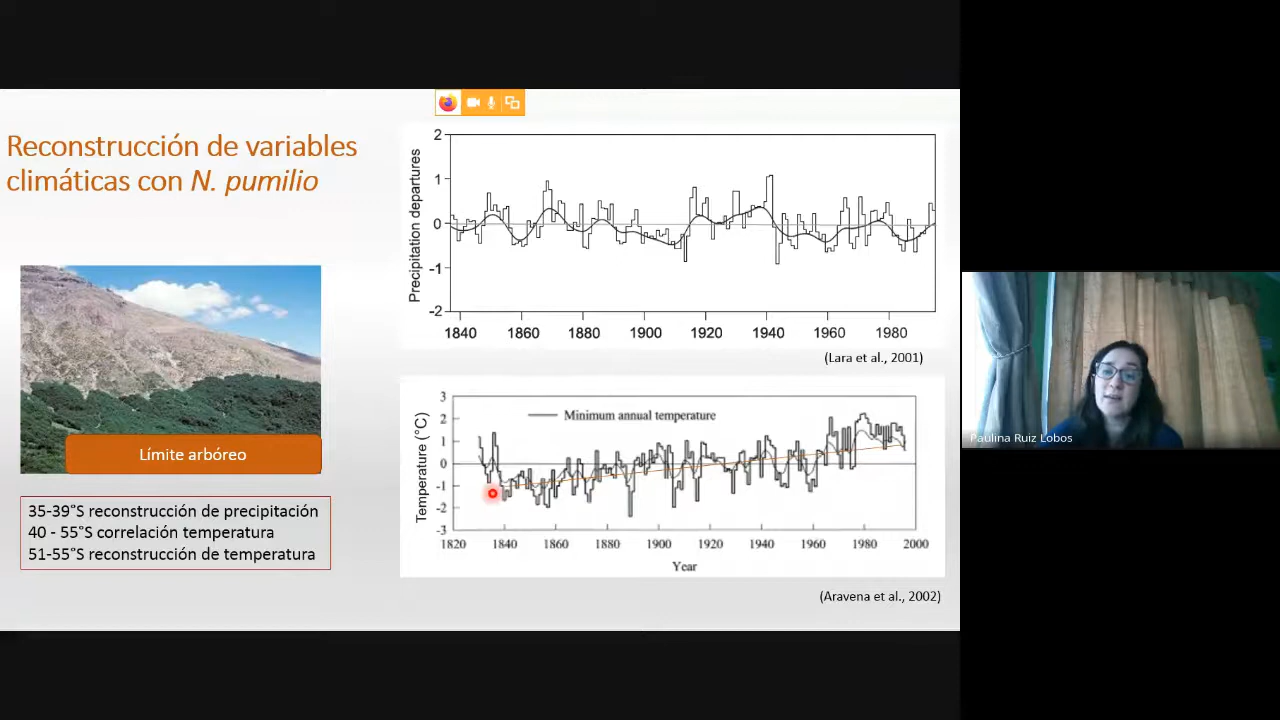 Reconstrucción de variables
climáticas con N. pumilio
Límite arbóreo
35-39°S reconstrucción de precipitación
40 - 55°S correlación temperatura
51-55°S reconstrucción de temperatura
Precipitation departures
2
1
0
-1
-2
1840 1860 1880 1900 1920 1940 1960 1980
(Lara et al., 2001)
Temperature (°C)
3
2
1
0
-1
-2
-3
Minimum annual temperature
1820 1840 1860 1880 1900 1920 1940 1960 1980 2000
Year
(Aravena et al., 2002)
Paulina Ruiz Lobos